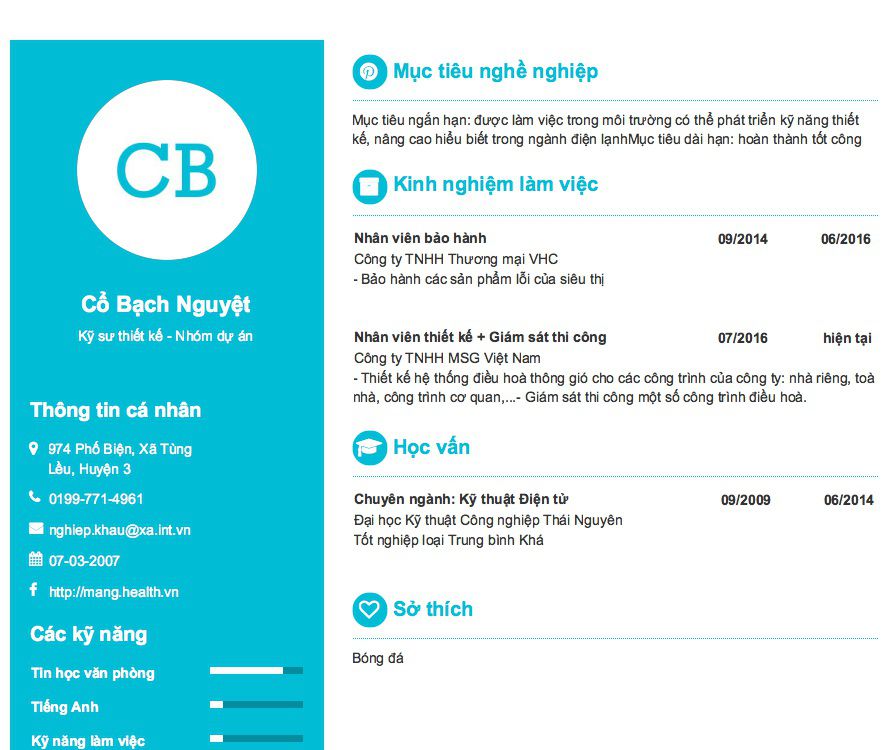 CB
Cổ Bạch Nguyệt
Kỹ sư thiết kế - Nhóm dự án
Thông tin cá nhân
974 Phố Biện, Xã Tùng
Lều, Huyện 3
0199-771-4961
nghiep.khau@xa.int.vn
07-03-2007
http://mang.health.vn
Các kỹ năng
Tin học văn phòng
Tiếng Anh
Kỹ năng làm việc
Mục tiêu nghề nghiệp
Mục tiêu ngắn hạn: được làm việc trong môi trường có thể phát triển kỹ năng thiết
kế, nâng cao hiểu biết trong ngành điện lạnhMục tiêu dài hạn: hoàn thành tốt công
Kinh nghiệm làm việc
Nhân viên bảo hành 09/2014 06/2016
Công ty TNHH Thương mại VHC
- Bảo hành các sản phẩm lỗi của siêu thị
Nhân viên thiết kế + Giám sát thi công 07/2016 hiện tại
Công ty TNHH MSG Việt Nam
- Thiết kế hệ thống điều hoà thông gió cho các công trình của công ty: nhà riêng, toà
nhà, công trình cơ quan,...- Giám sát thi công một số công trình điều hoà.
Học vấn
Chuyên ngành: Kỹ thuật Điện tử 09/2009 06/2014
Đại học Kỹ thuật Công nghiệp Thái Nguyên
Tốt nghiệp loại Trung bình Khá
Sở thích
Bóng đá